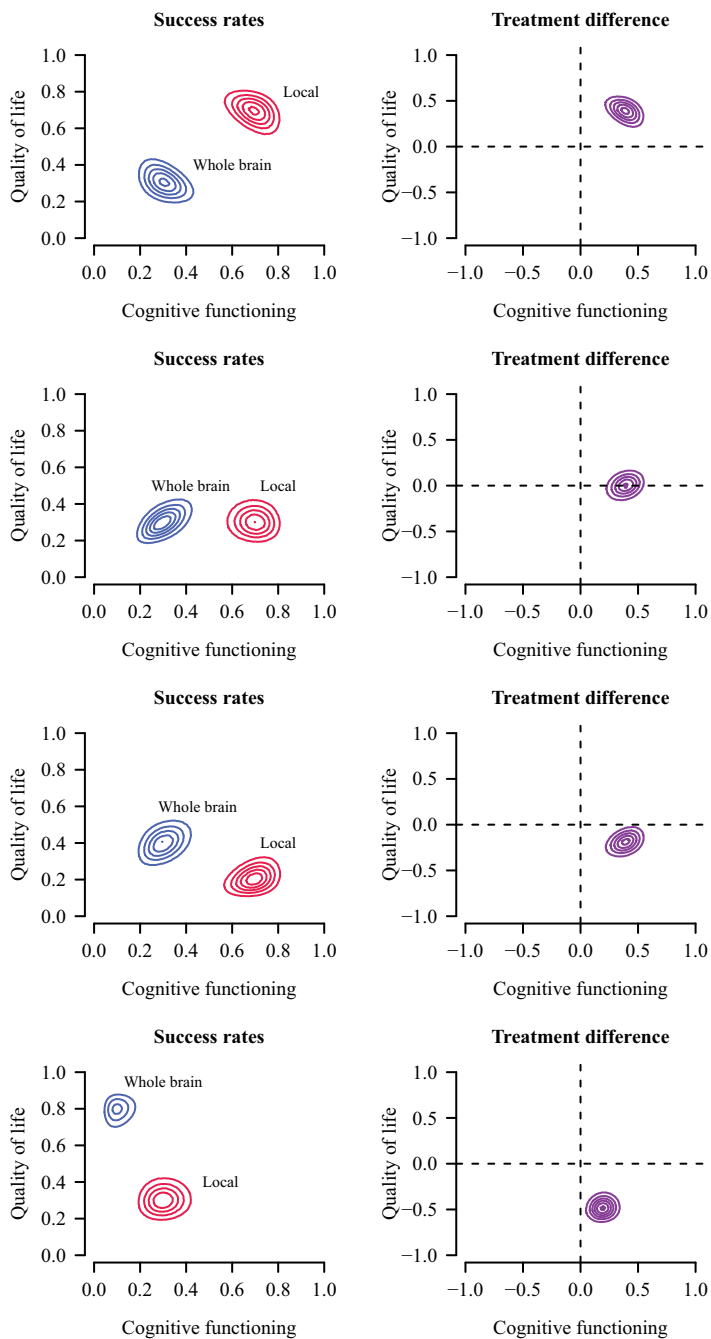 Success rates
Treatment difference
1.0
0.8
0.6
0.4
0.2
0.0
Quality of life
Local
Whole brain
0.0 0.2 0.4 0.6 0.8 1.0
Cognitive functioning
1.0
0.5
0.0
−0.5
−1.0
Quality of life
−1.0 −0.5 0.0 0.5 1.0
Cognitive functioning
Success rates
Treatment difference
1.0
0.8
0.6
0.4
0.2
0.0
Quality of life
Whole brain Local
0.0 0.2 0.4 0.6 0.8 1.0
Cognitive functioning
1.0
0.5
0.0
−0.5
−1.0
Quality of life
−1.0 −0.5 0.0 0.5 1.0
Cognitive functioning
Success rates
Treatment difference
1.0
0.8
0.6
0.4
0.2
0.0
Quality of life
Whole brain
Local
0.0 0.2 0.4 0.6 0.8 1.0
Cognitive functioning
1.0
0.5
0.0
−0.5
−1.0
Quality of life
−1.0 −0.5 0.0 0.5 1.0
Cognitive functioning
Success rates
Treatment difference
1.0
0.8
0.6
0.4
0.2
0.0
Quality of life
Whole brain
Local
0.0 0.2 0.4 0.6 0.8 1.0
Cognitive functioning
1.0
0.5
0.0
−0.5
−1.0
Quality of life
−1.0 −0.5 0.0 0.5 1.0
Cognitive functioning